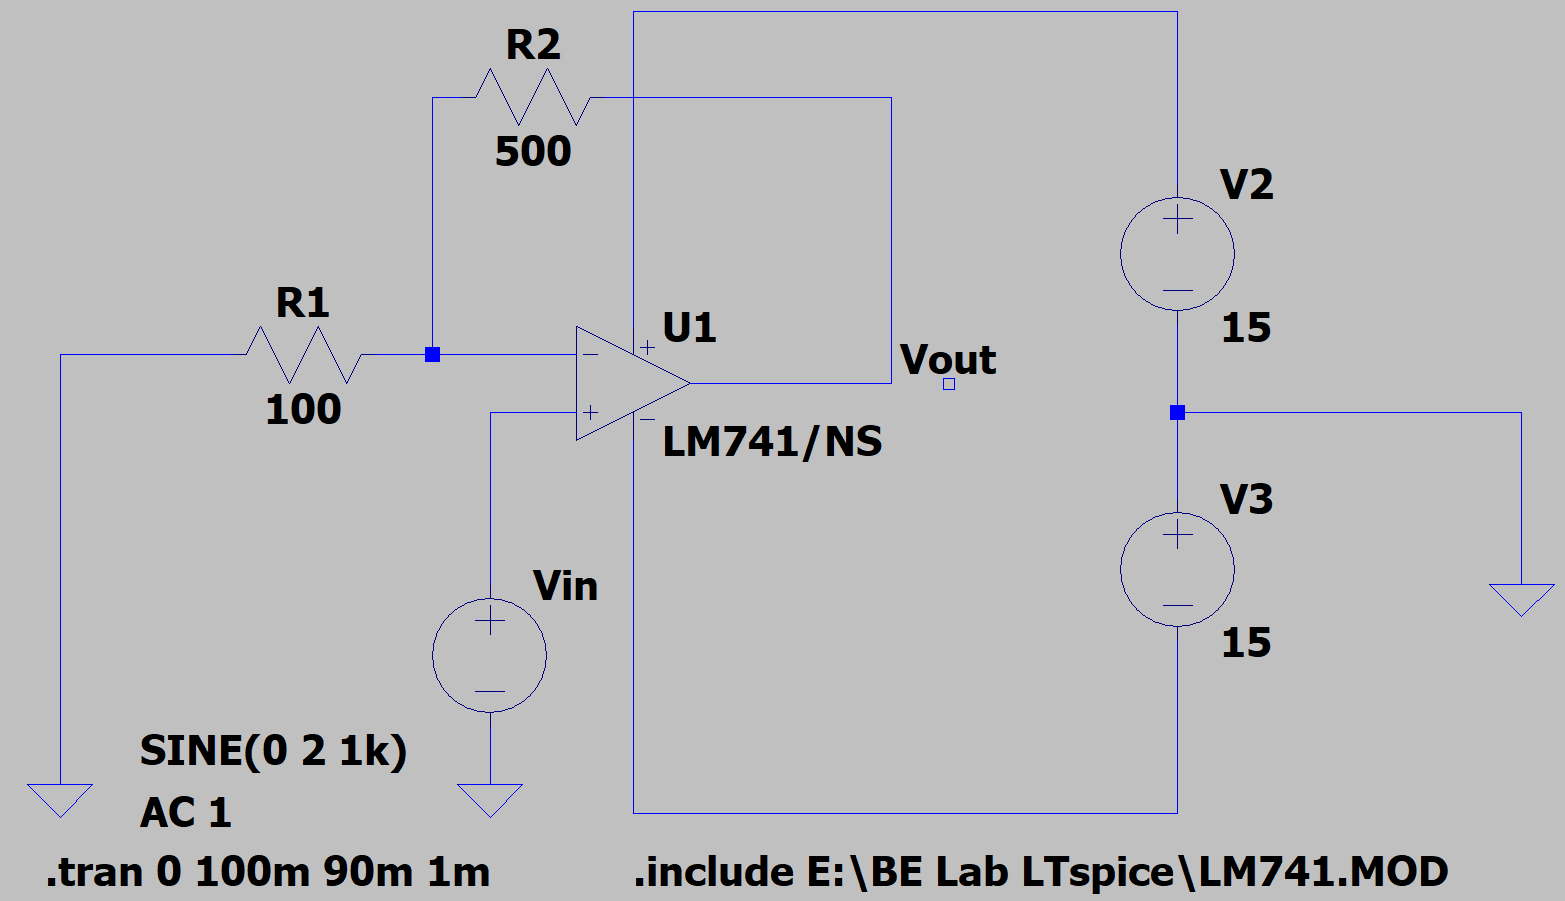 R2
500
V2
15
R1
100
U1
Vout
LM741/NS
V3
15
Vin
SINE(0 2 1k)
AC 1
.tran 0 100m 90m 1m
.include E:\BE Lab LTspice\LM741.MOD